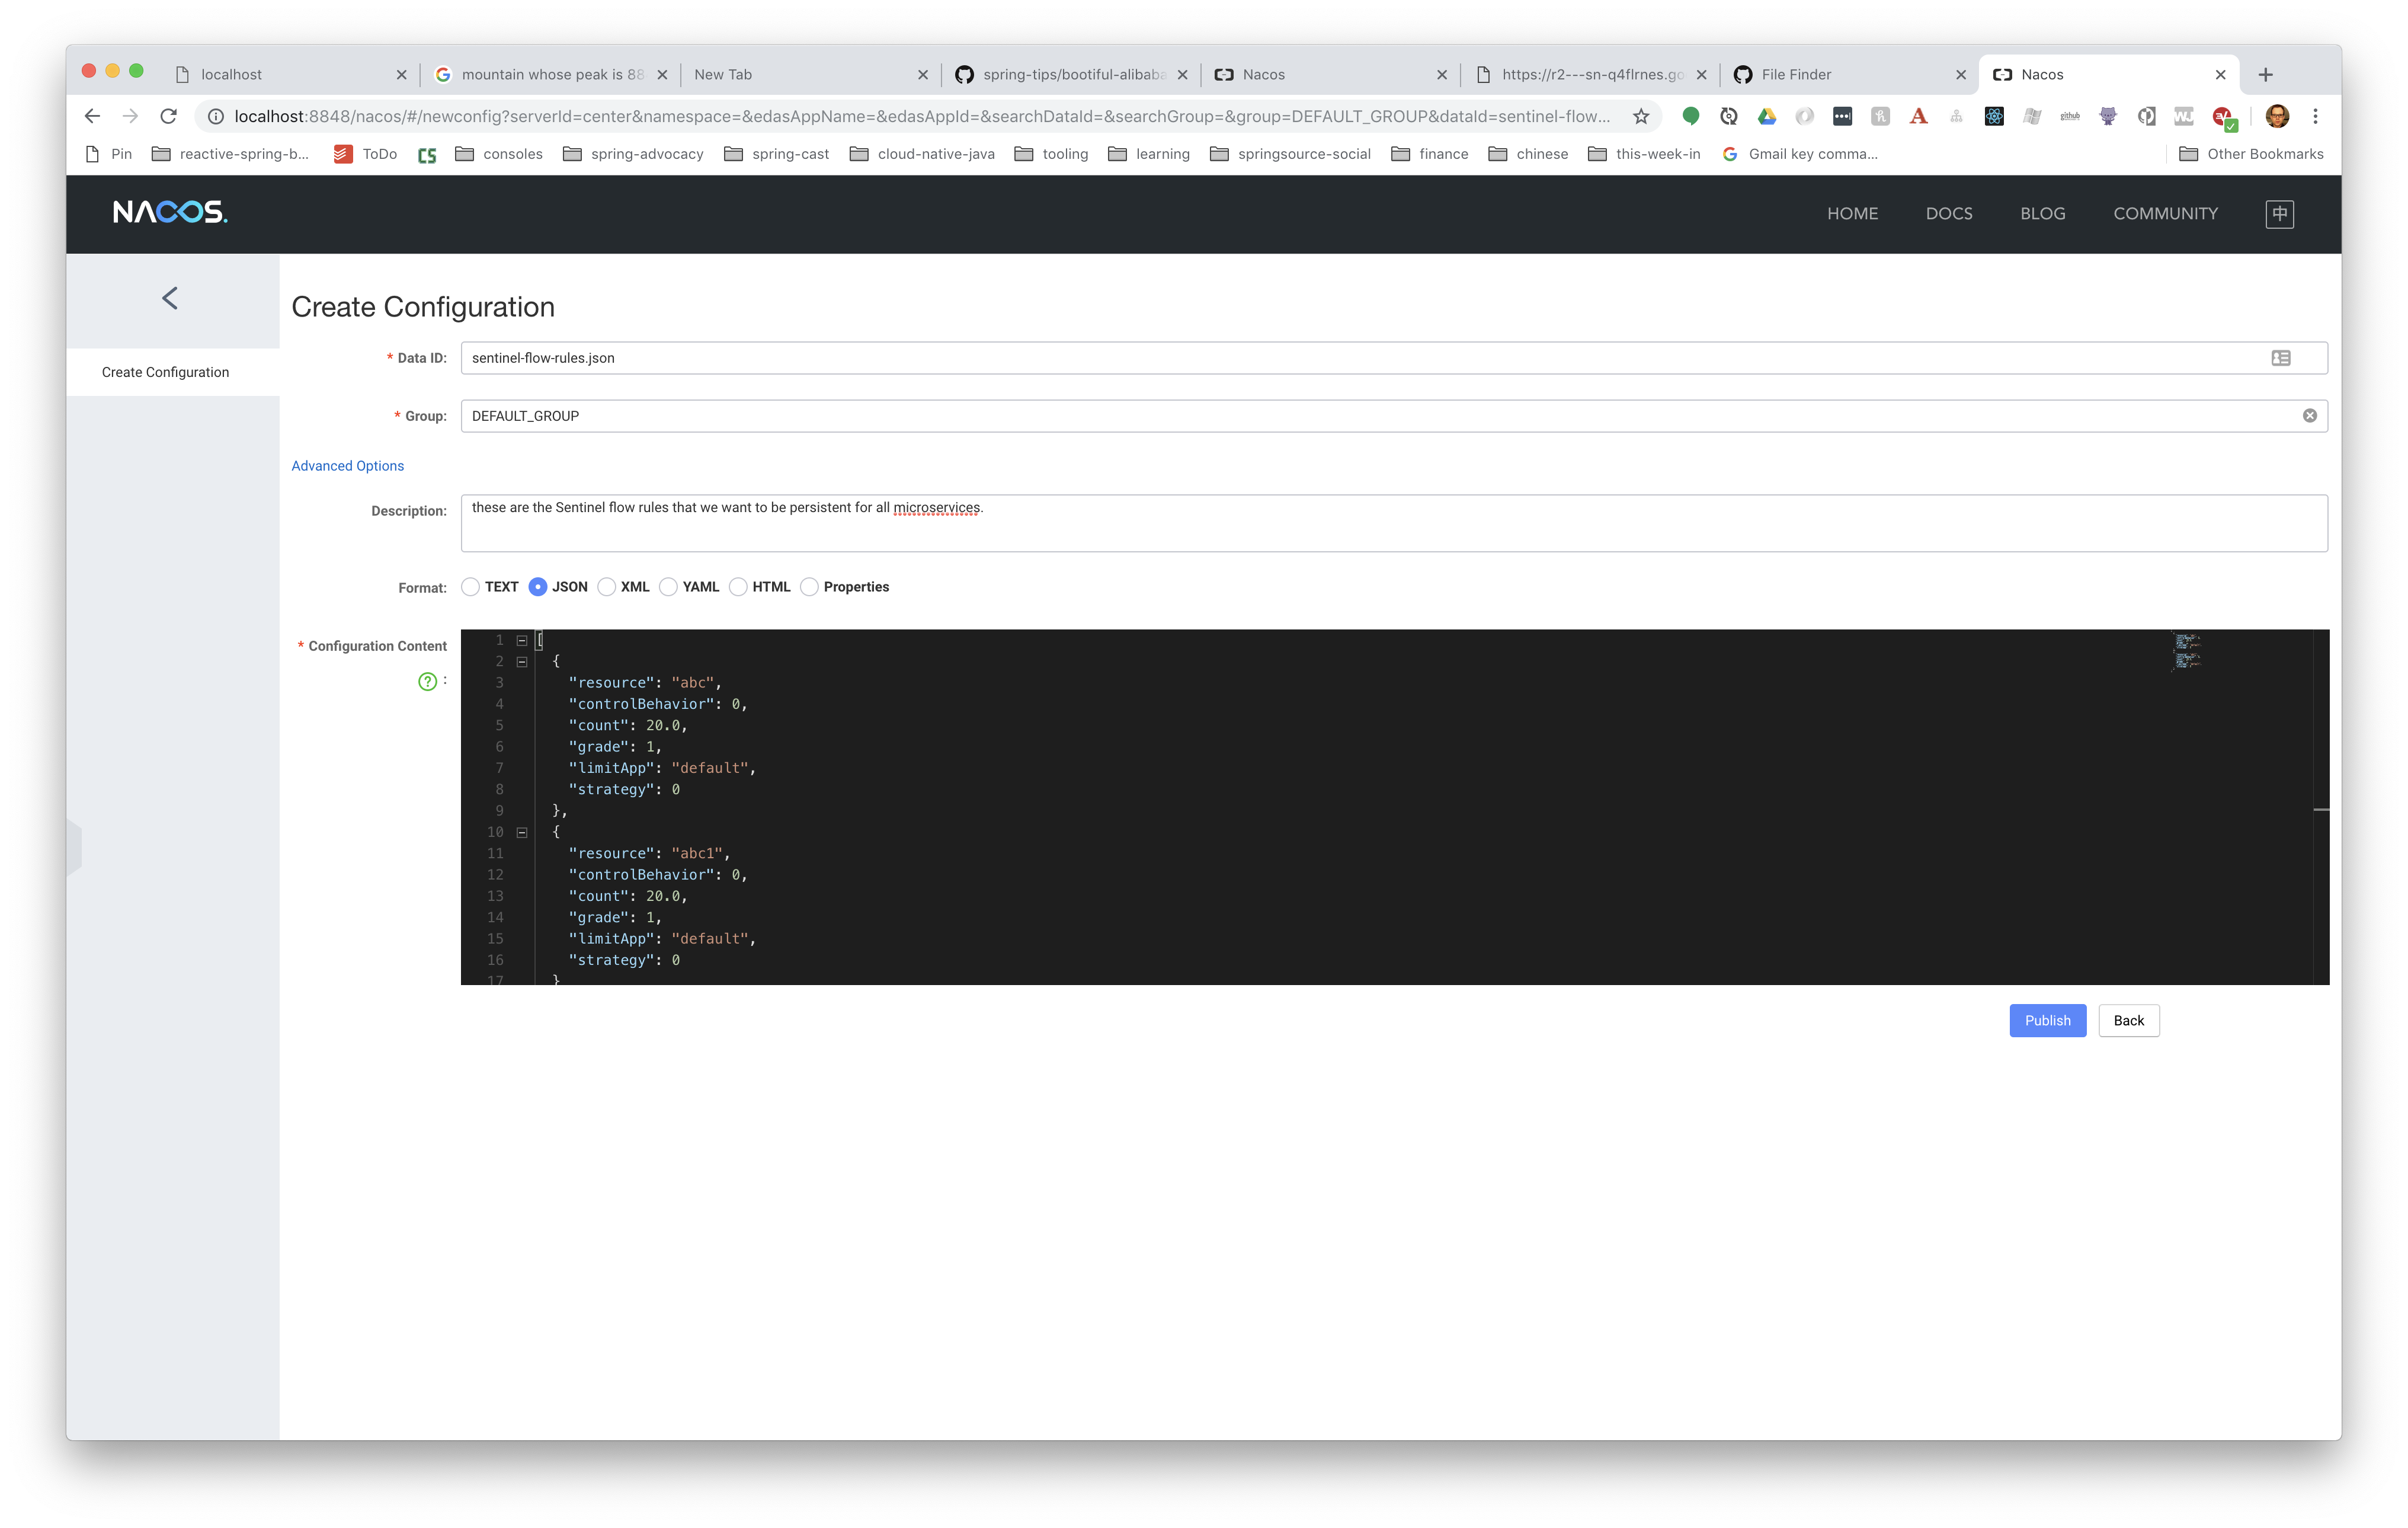 localhost
mountain whose peak is 88
New Tab
spring-tips/bootiful-alibaba
Nacos
https://r2---sn-q4flrnes.go
File Finder
Nacos
localhost:8848/nacos/#/newconfig?serverId=center&namespace=&edasAppName=&edasAppId=&searchDataId=&searchGroup=&group=DEFAULT_GROUP&dataId=sentinel-flow...
Pin
reactive-spring-b...
ToDo
CS
consoles
spring-advocacy
spring-cast
cloud-native-java
tooling
learning
springsource-social
finance
chinese
this-week-in
Gmail key comma...
Other Bookmarks
NACOS.
HOME
DOCS
BLOG
COMMUNITY
中
Create Configuration
Create Configuration
* Data ID:
sentinel-flow-rules.json
* Group:
DEFAULT_GROUP
Advanced Options
Description:
these are the Sentinel flow rules that we want to be persistent for all microservices.
Format:
TEXT
JSON
XML
YAML
HTML
Properties
* Configuration Content
? :
1 [
2 {
3 "resource": "abc",
4 "controlBehavior": 0,
5 "count": 20.0,
6 "grade": 1,
7 "limitApp": "default",
8 "strategy": 0
9 },
10 {
11 "resource": "abc1",
12 "controlBehavior": 0,
13 "count": 20.0,
14 "grade": 1,
15 "limitApp": "default",
16 "strategy": 0
17 }
Publish
Back